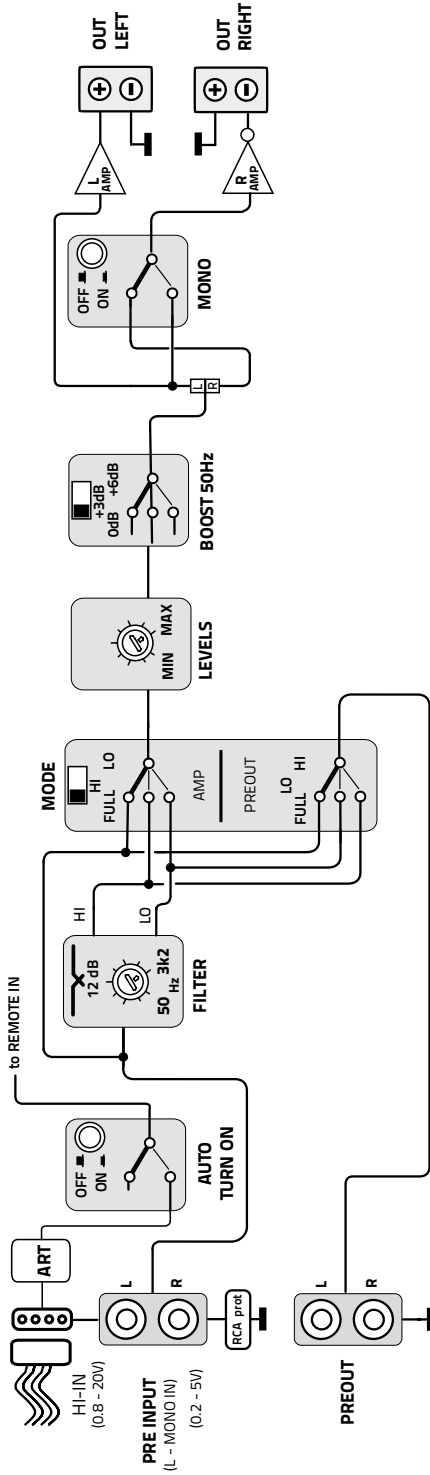 HI-IN
(0.8 - 20V)
ART
to REMOTE IN
PRE INPUT
(L - MONO IN)
(0.2 - 5V)
L
R
RCA prot
OFF
ON
AUTO
TURN ON
12 dB
50
Hz
3k2
FILTER
HI
LO
MODE
FULL
HI
LO
AMP
PREOUT
FULL
LO
HI
MIN
MAX
LEVELS
0dB
+3dB
+6dB
BOOST 50Hz
L
R
OFF
ON
MONO
L
AMP
R
AMP
OUT
LEFT
OUT
RIGHT
PREOUT
L
R